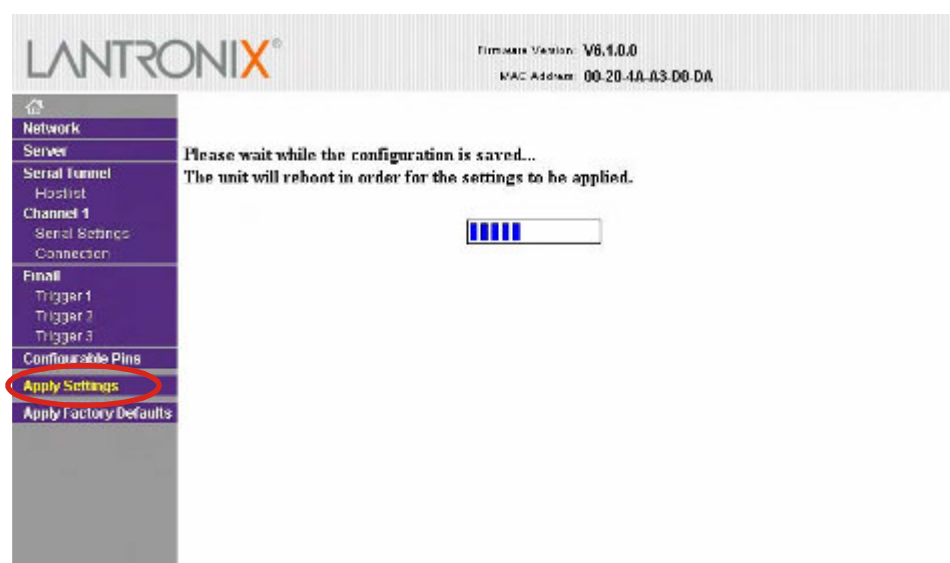 LANTRONIX®
Firmware Version: V6.1.0.0
MAC Address: 00-20-4A-A3-D0-DA
Network
Server
Serial Tunnel
Hostlist
Channel 1
Serial Settings
Connection
Email
Trigger 1
Trigger 2
Trigger 3
Configurable Pins
Apply Settings
Apply Factory Defaults
Please wait while the configuration is saved...
The unit will reboot in order for the settings to be applied.